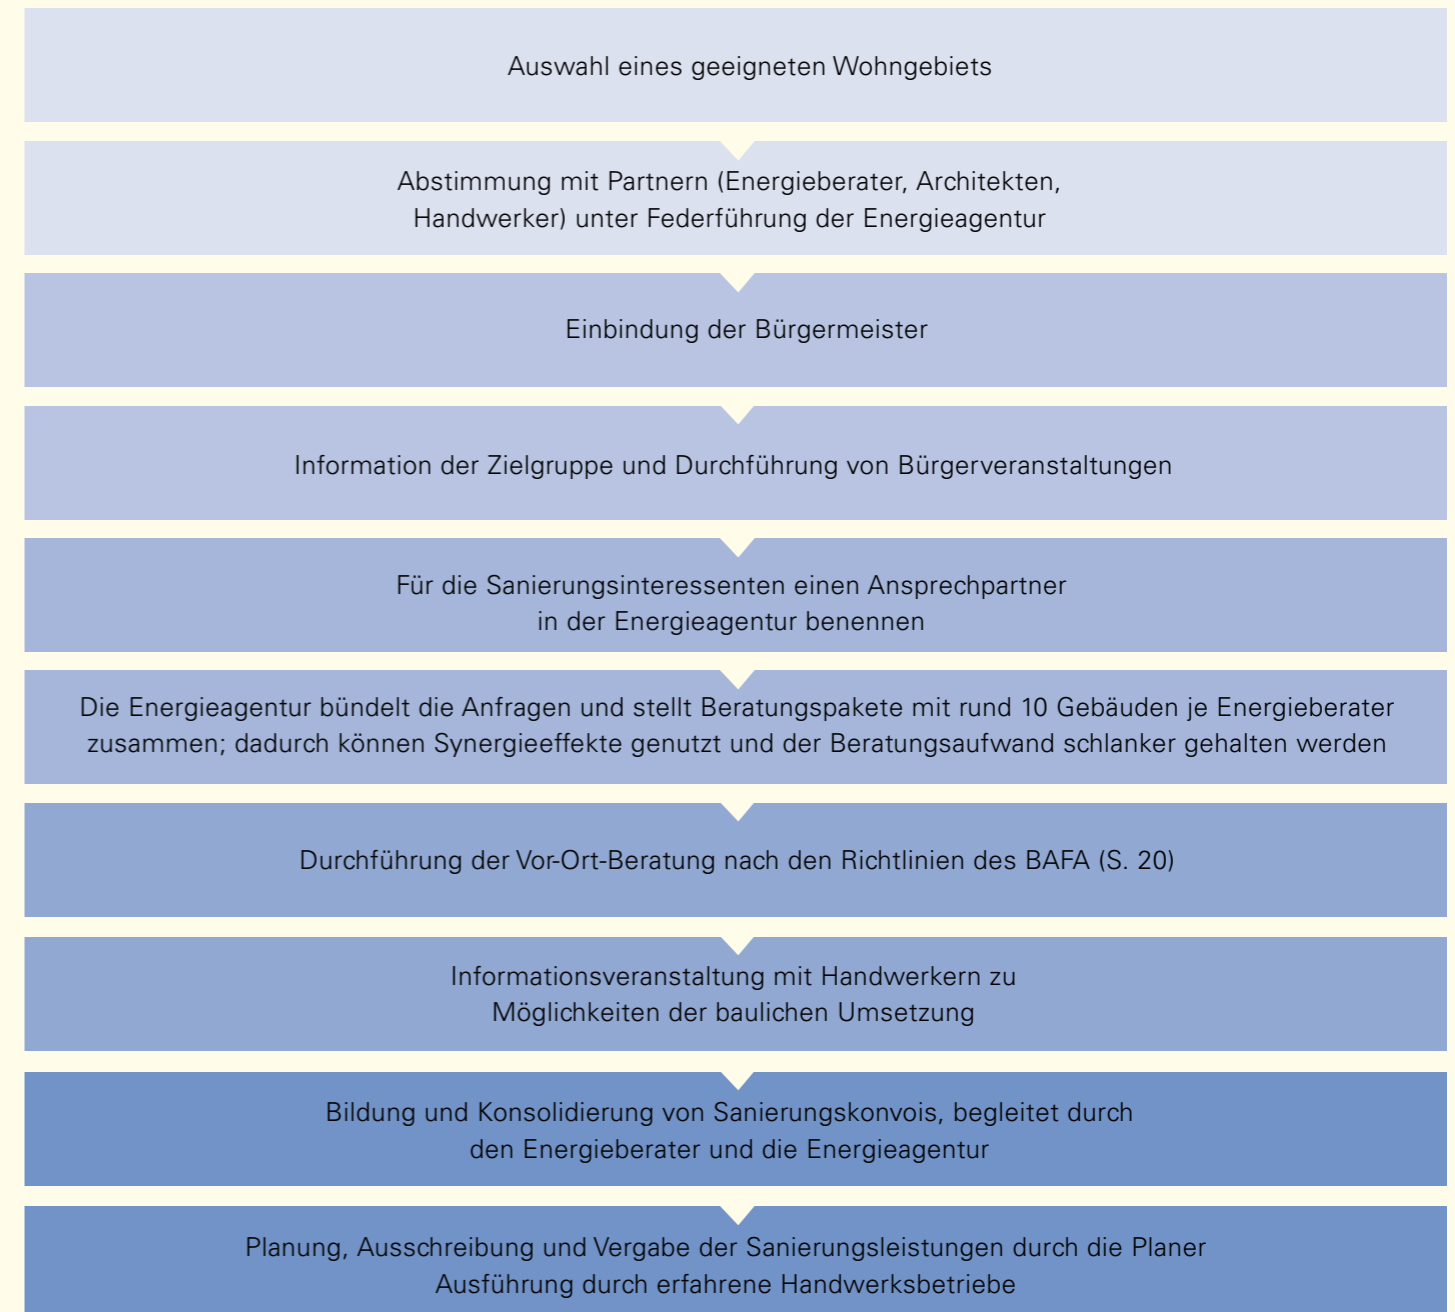 Auswahl eines geeigneten Wohngebiets
Abstimmung mit Partnern (Energieberater, Architekten,
Handwerker) unter Federführung der Energieagentur
Einbindung der Bürgermeister
Information der Zielgruppe und Durchführung von Bürgerveranstaltungen
Für die Sanierungsinteressenten einen Ansprechpartner
in der Energieagentur benennen
Die Energieagentur bündelt die Anfragen und stellt Beratungspakete mit rund 10 Gebäuden je Energieberater
zusammen; dadurch können Synergieeffekte genutzt und der Beratungsaufwand schlanker gehalten werden
Durchführung der Vor-Ort-Beratung nach den Richtlinien des BAFA (S. 20)
Informationsveranstaltung mit Handwerkern zu
Möglichkeiten der baulichen Umsetzung
Bildung und Konsolidierung von Sanierungskonvois, begleitet durch
den Energieberater und die Energieagentur
Planung, Ausschreibung und Vergabe der Sanierungsleistungen durch die Planer
Ausführung durch erfahrene Handwerksbetriebe